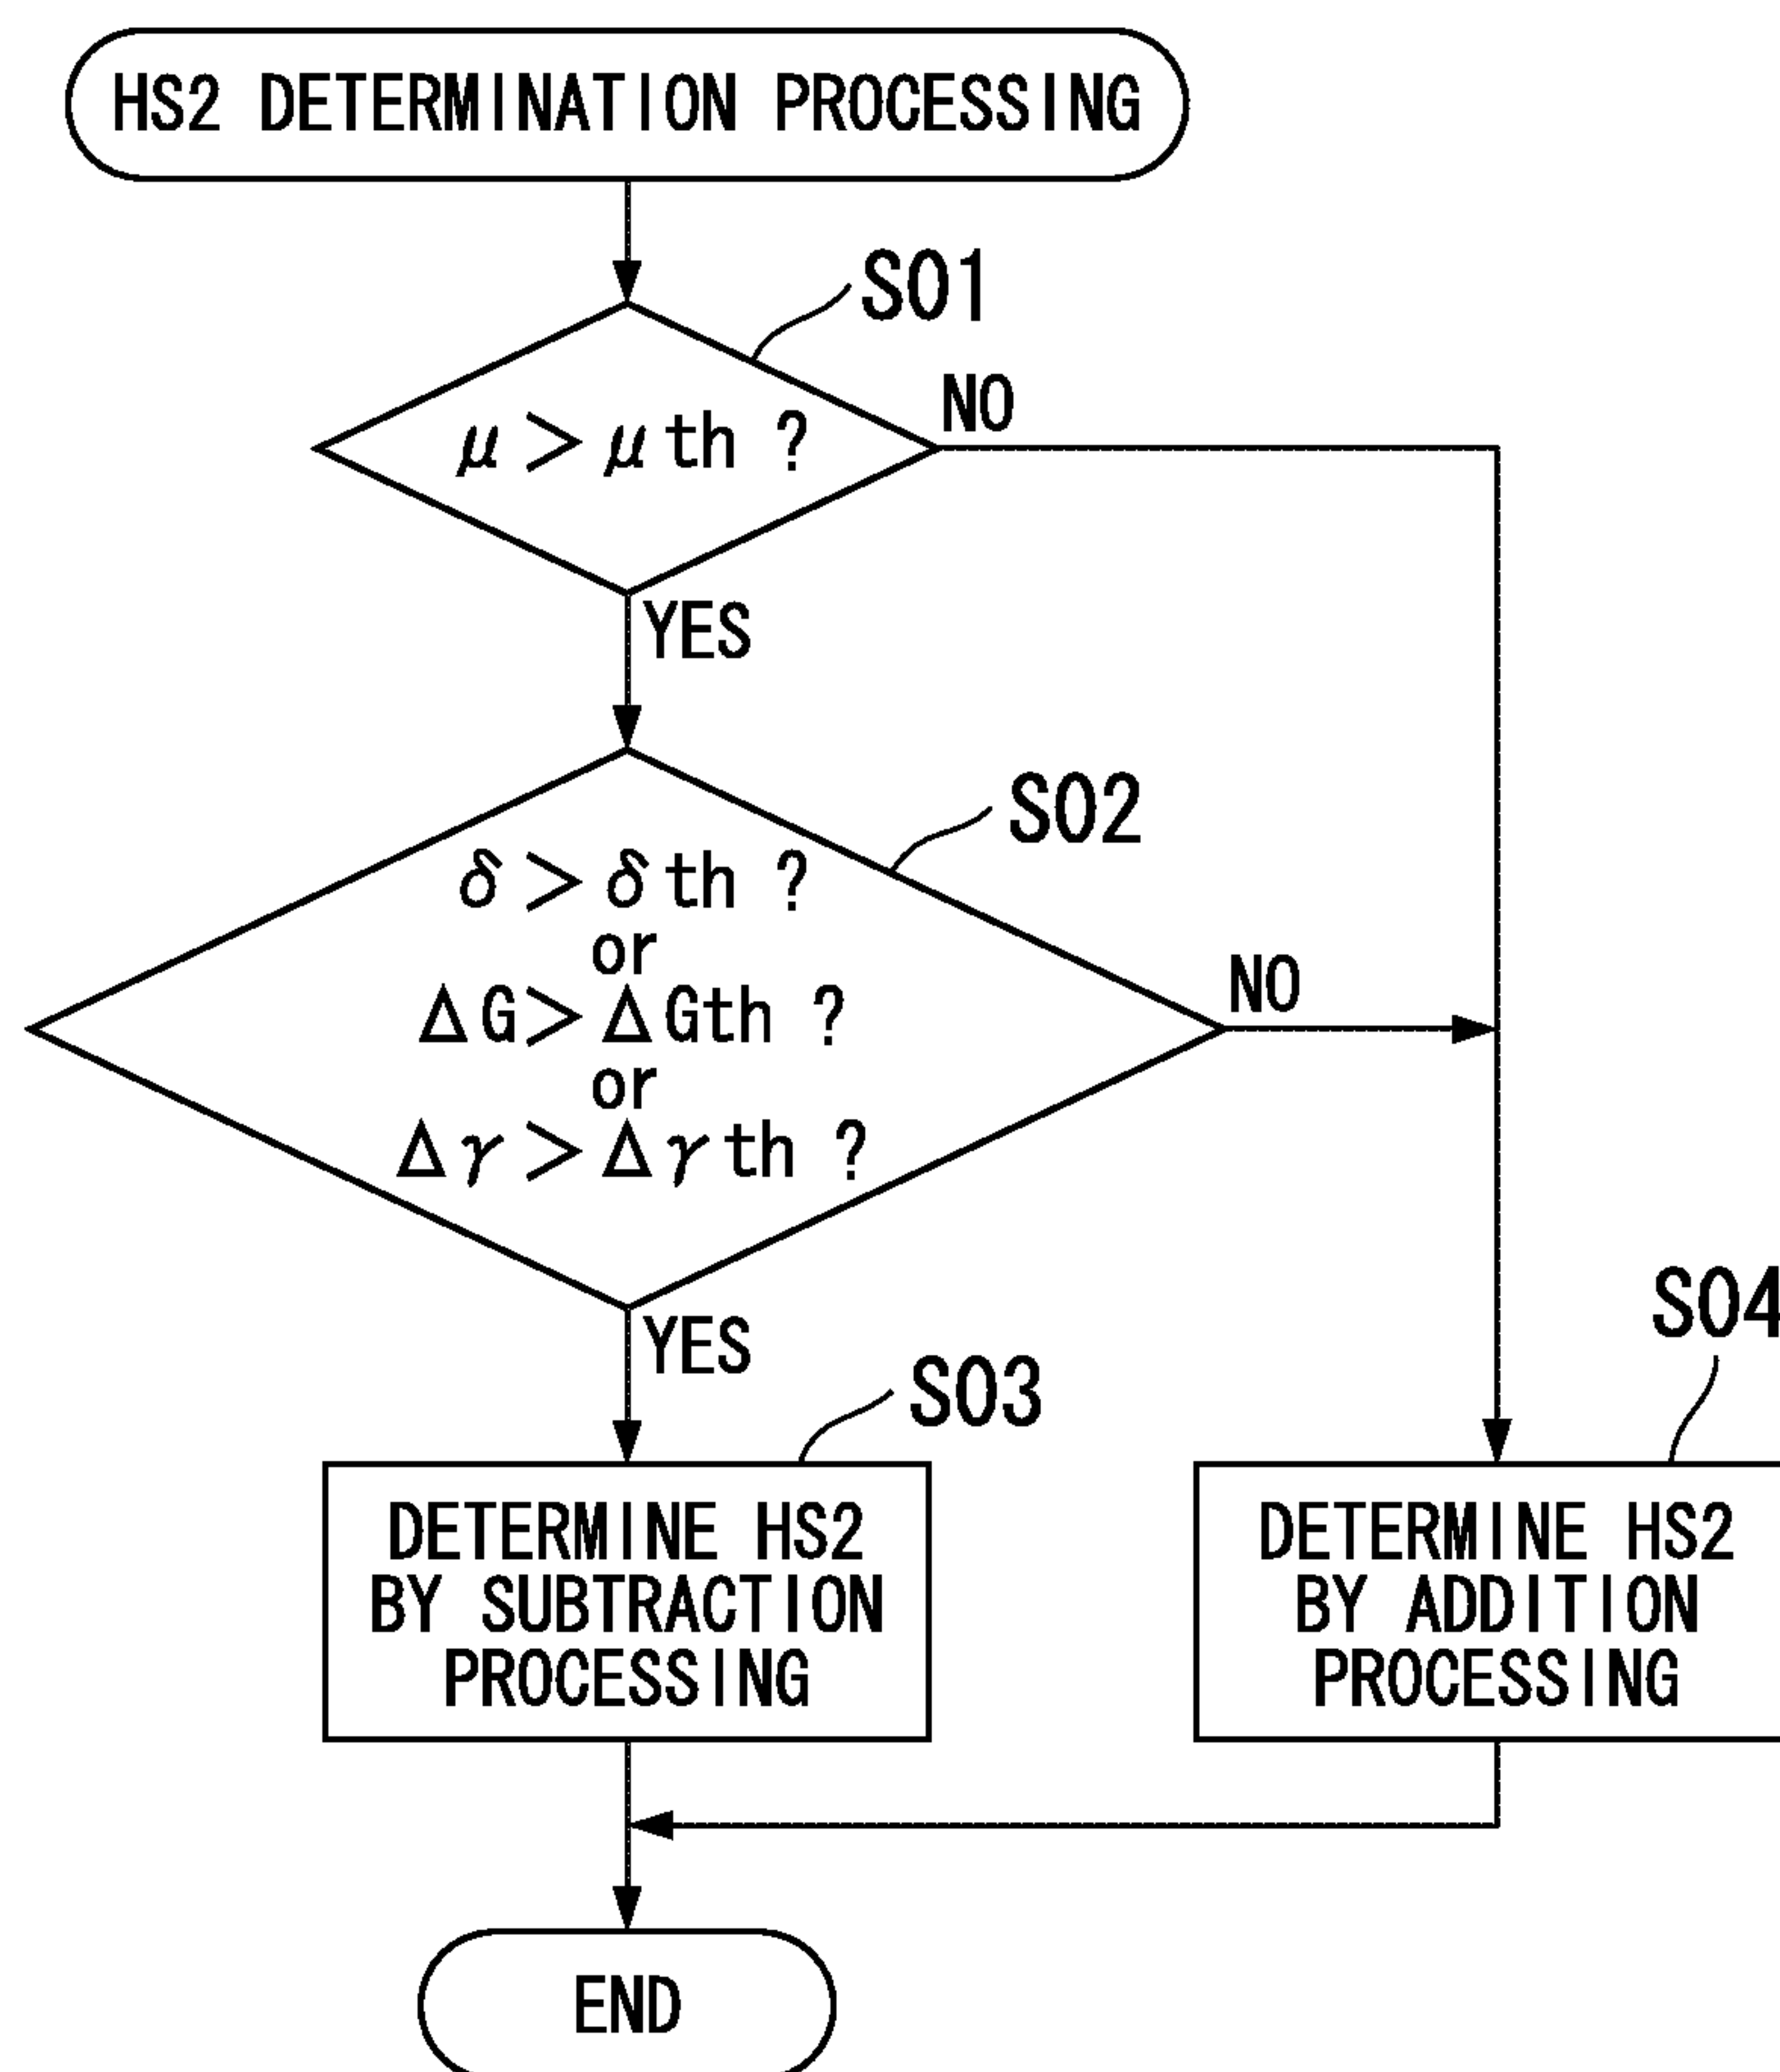 HS2 DETERMINATION PROCESSING
S01
μ > μth ?
NO
YES
S02
δ > δth ?
or
ΔG > ΔGth ?
or
Δγ > Δγth ?
NO
YES
S03
S04
DETERMINE HS2
BY SUBTRACTION
PROCESSING
DETERMINE HS2
BY ADDITION
PROCESSING
END